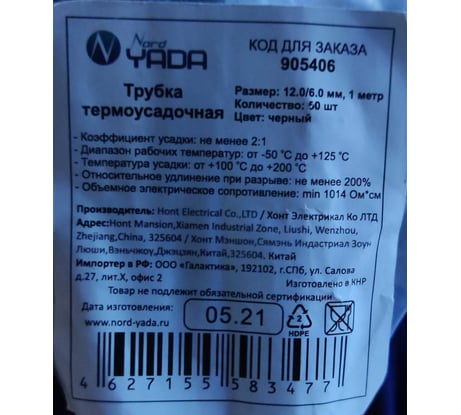 Nord
YADA
КОД ДЛЯ ЗАКАЗА
905406
Трубка
термоусадочная
Размер: 12.0/6.0 мм, 1 метр
Количество: 50 шт
Цвет: черный
- Коэффициент усадки: не менее 2:1
- Диапазон рабочих температур: от -50 °C до +125 °C
- Температура усадки: от +100 °C до +200 °C
- Относительное удлинение при разрыве: не менее 200%
- Объемное электрическое сопротивление: min 1014 Ом*см
Производитель: Hont Electrical Co.,LTD / Хонт Электрикал Ко ЛТД
Адрес:Hont Mansion,Xiamen Industrial Zone, Liushi, Wenzhou,
Zhejiang,China, 325604 / Хонт Мэншон,Сямэнь Индастриал Зоун
Люши,Вэньчжоу,Джэцзян,Китай, 325604. Китай
Импортер в РФ: ООО «Галактика», 192102, г.СПб, ул. Салова
д.27, лит.Х, офис 2
Изготовлено в КНР
Товар не подлежит обязательной сертификации
Дата изготовления:
www.nord-yada.ru
05.21
2
HDPE
4 627155 583477